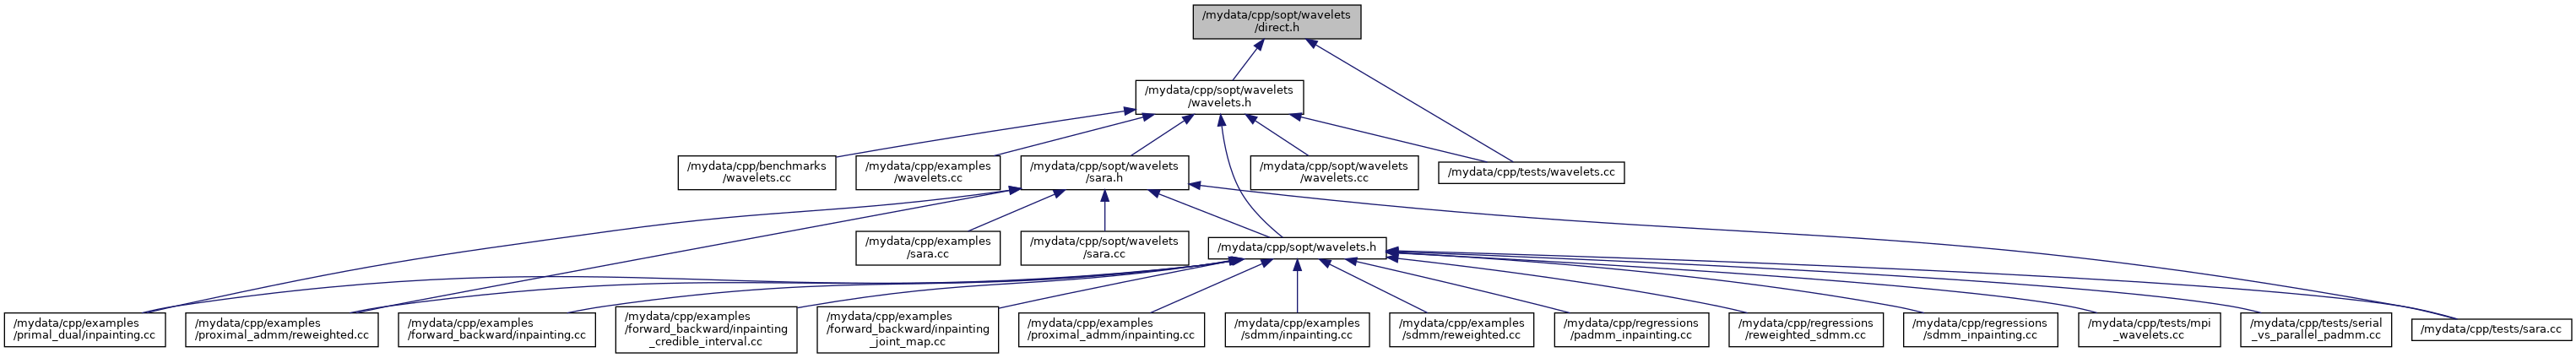 /mydata/cpp/sopt/wavelets
/direct.h
/mydata/cpp/sopt/wavelets
/wavelets.h
/mydata/cpp/benchmarks
/wavelets.cc
/mydata/cpp/examples
/wavelets.cc
/mydata/cpp/sopt/wavelets
/sara.h
/mydata/cpp/sopt/wavelets
/wavelets.cc
/mydata/cpp/tests/wavelets.cc
/mydata/cpp/examples
/sara.cc
/mydata/cpp/sopt/wavelets
/sara.cc
/mydata/cpp/sopt/wavelets.h
/mydata/cpp/examples
/primal_dual/inpainting.cc
/mydata/cpp/examples
/proximal_admm/reweighted.cc
/mydata/cpp/examples
/forward_backward/inpainting.cc
/mydata/cpp/examples
/forward_backward/inpainting
_credible_interval.cc
/mydata/cpp/examples
/forward_backward/inpainting
_joint_map.cc
/mydata/cpp/examples
/proximal_admm/inpainting.cc
/mydata/cpp/examples
/sdmm/inpainting.cc
/mydata/cpp/examples
/sdmm/reweighted.cc
/mydata/cpp/regressions
/padmm_inpainting.cc
/mydata/cpp/regressions
/reweighted_sdmm.cc
/mydata/cpp/regressions
/sdmm_inpainting.cc
/mydata/cpp/tests/mpi
_wavelets.cc
/mydata/cpp/tests/serial
_vs_parallel_padmm.cc
/mydata/cpp/tests/sara.cc